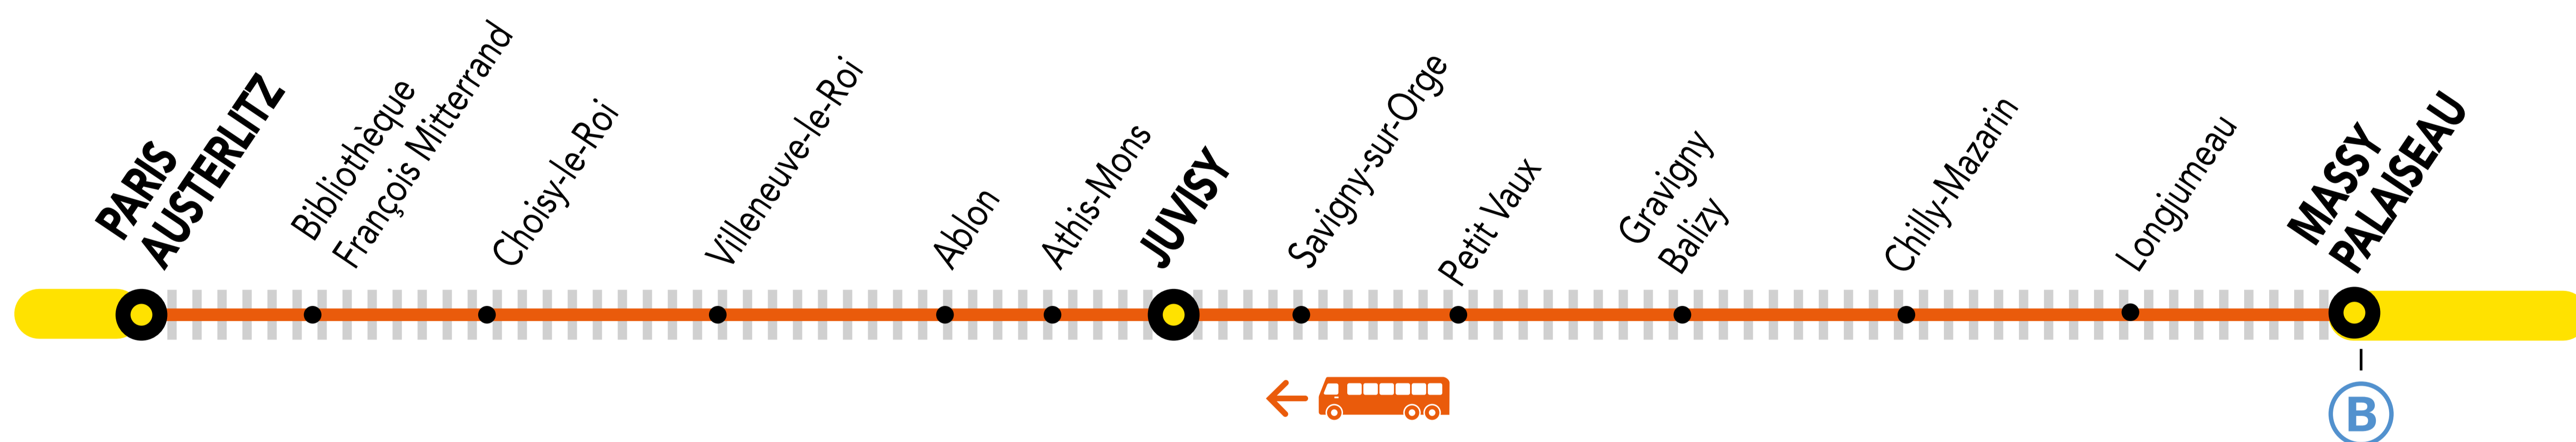 PARIS
AUSTERLITZ
Bibliothèque
François Mitterrand
Choisy-le-Roi
Villeneuve-le-Roi
Ablon
Athis-Mons
JUVISY
Savigny-sur-Orge
Petit Vaux
Gravigny
Balizy
Chilly-Mazarin
Longjumeau
MASSY
PALAISEAU
B